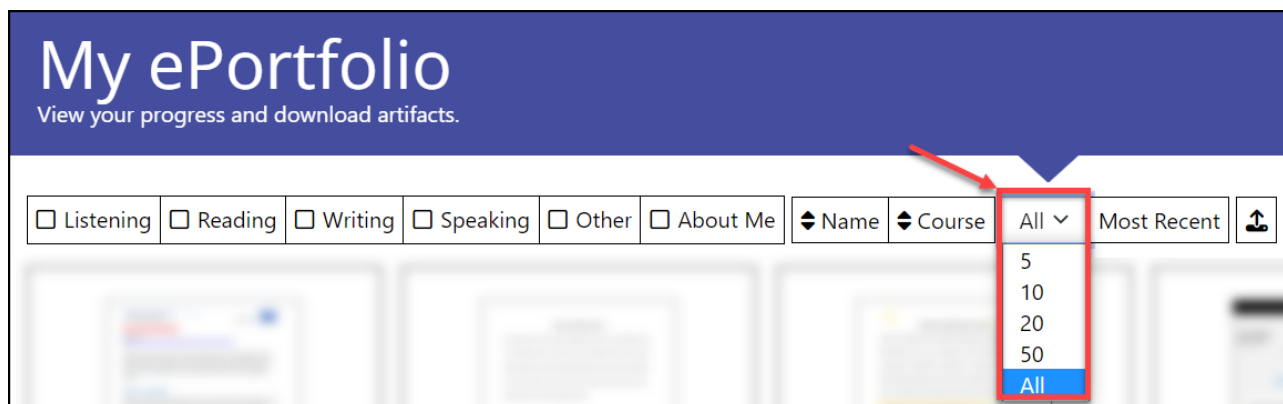 My ePortfolio
View your progress and download artifacts.
Listening Reading Writing Speaking Other About Me Name Course All Most Recent
5
10
20
50
All